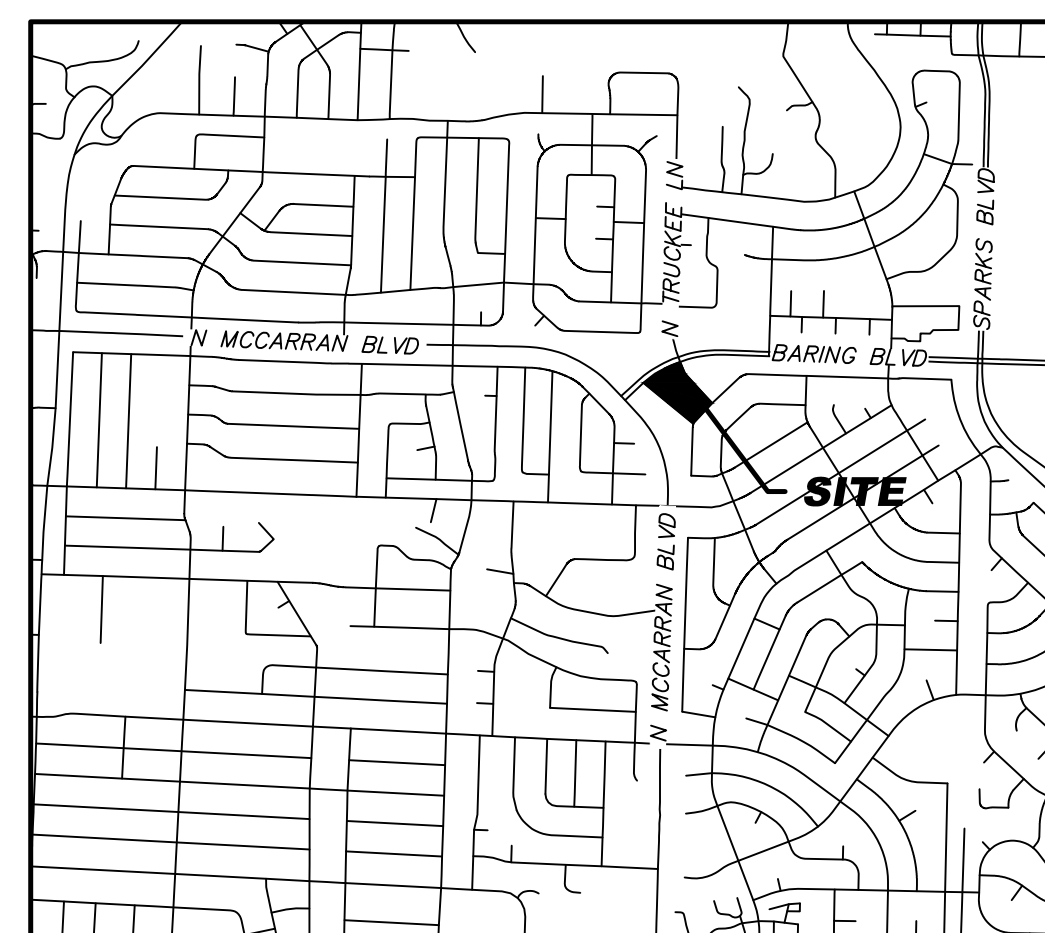 N TRUCKEE LN
SPARKS BLVD
N MCCARRAN BLVD
BARING BLVD
SITE
N MCCARRAN BLVD